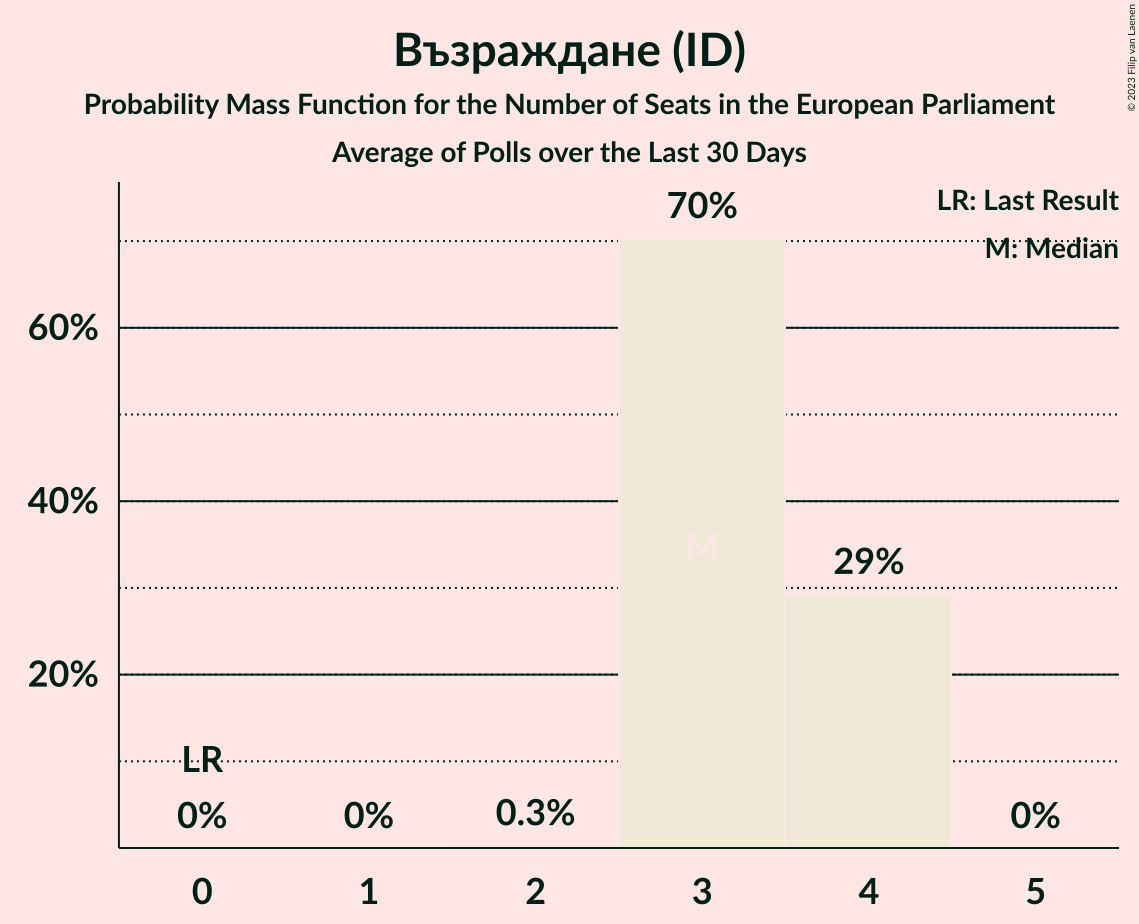 Възраждане (ID)
Probability Mass Function for the Number of Seats in the European Parliament
Average of Polls over the Last 30 Days
© 2023 Filip van Laenen
LR: Last Result
M: Median
70%
60%
40%
M
29%
20%
LR
0%
0%
0.3%
0%
0
1
2
3
4
5